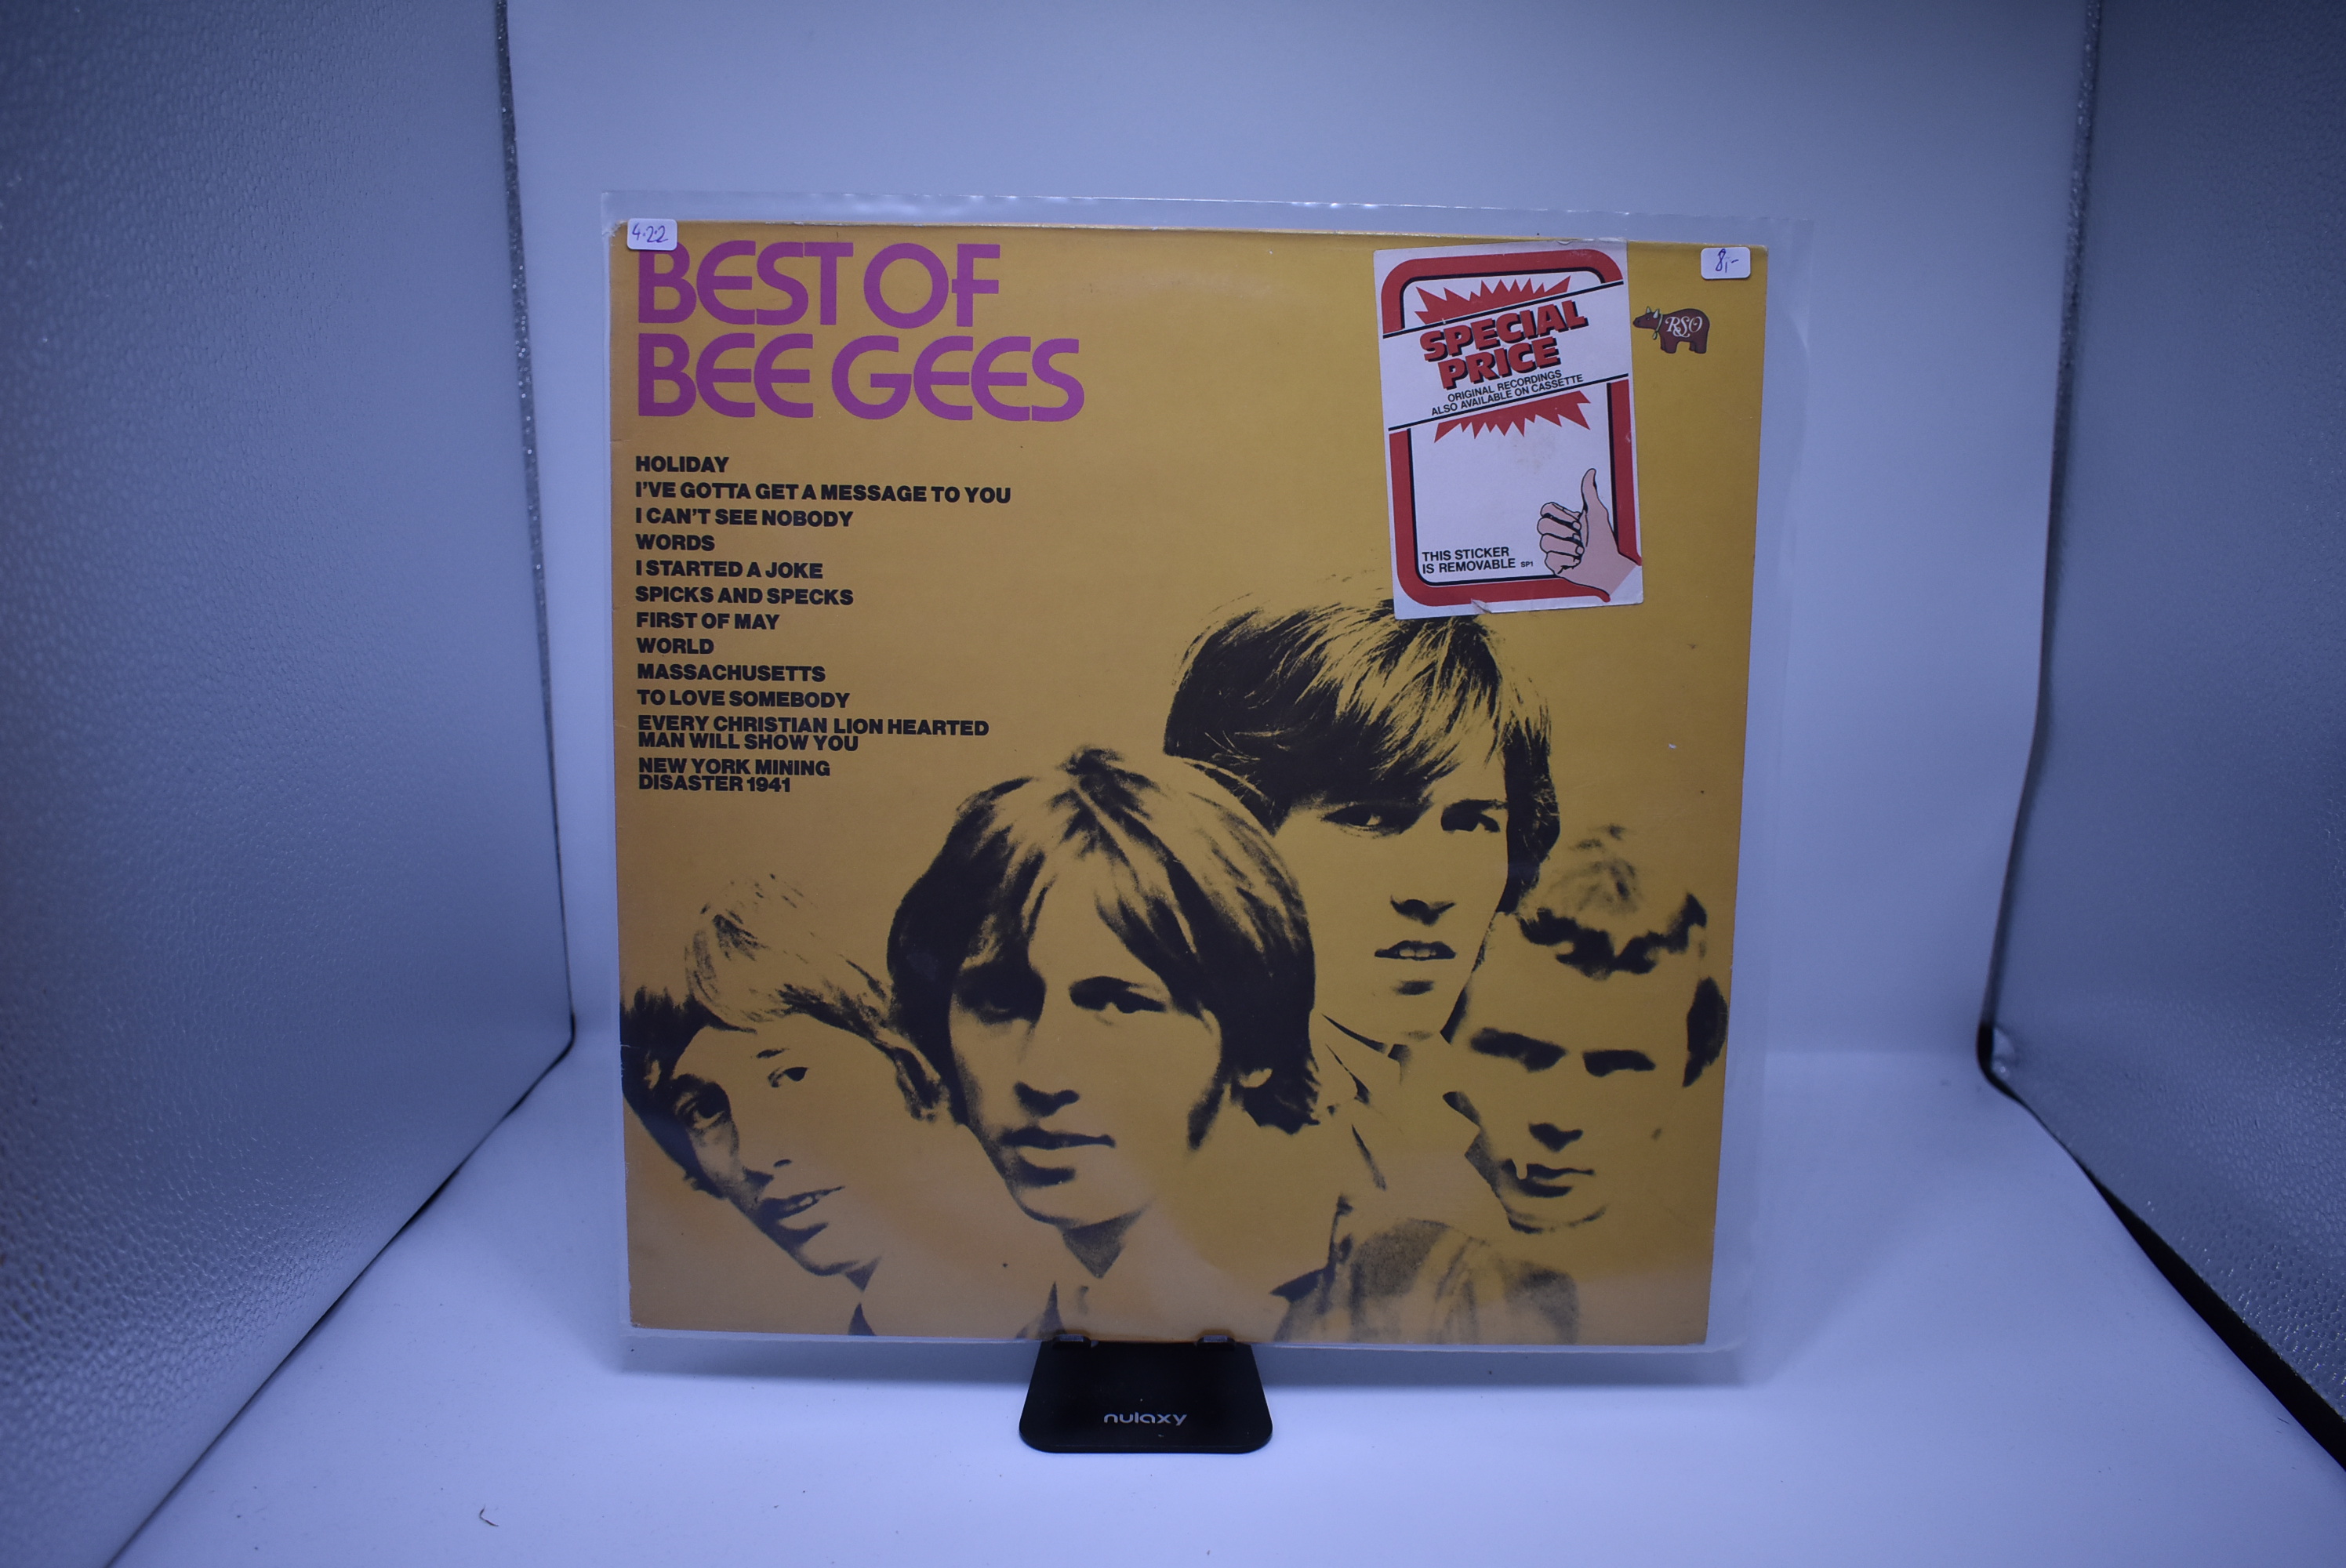 4.22
8,-
BEST OF
BEE GEES
SPECIAL
PRICE
ORIGINAL RECORDINGS
ALSO AVAILABLE ON CASSETTE
THIS STICKER
IS REMOVABLE SP1
RSO
HOLIDAY
I'VE GOTTA GET A MESSAGE TO YOU
I CAN'T SEE NOBODY
WORDS
I STARTED A JOKE
SPICKS AND SPECKS
FIRST OF MAY
WORLD
MASSACHUSETTS
TO LOVE SOMEBODY
EVERY CHRISTIAN LION HEARTED
MAN WILL SHOW YOU
NEW YORK MINING
DISASTER 1941
nulaxy